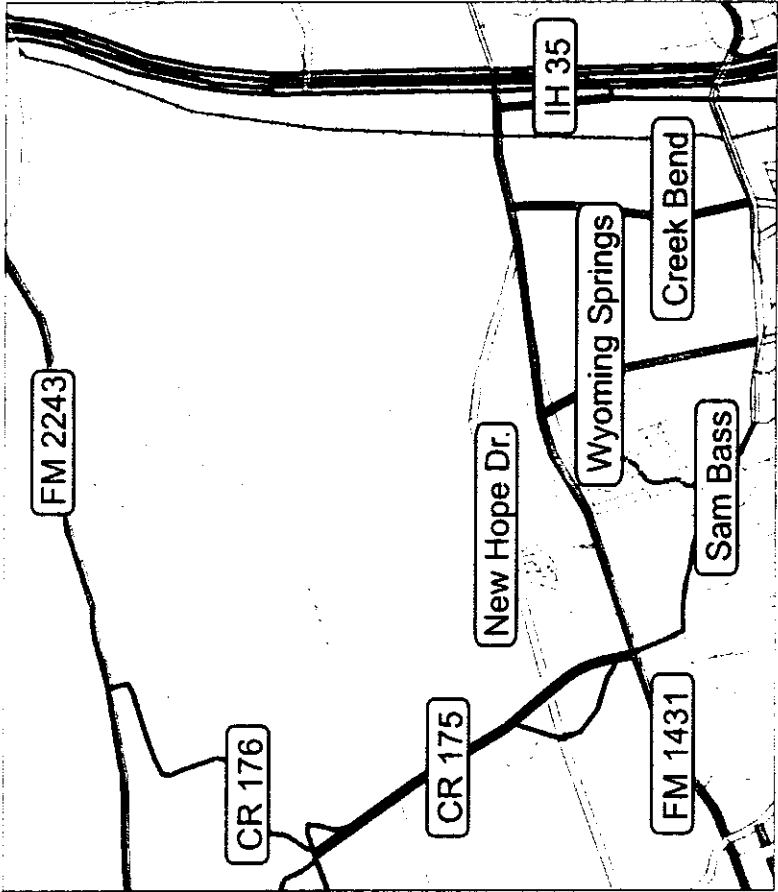 FM 2243
CR 176
CR 175
New Hope Dr.
FM 1431
Wyoming Springs
Sam Bass
Creek Bend
IH 35